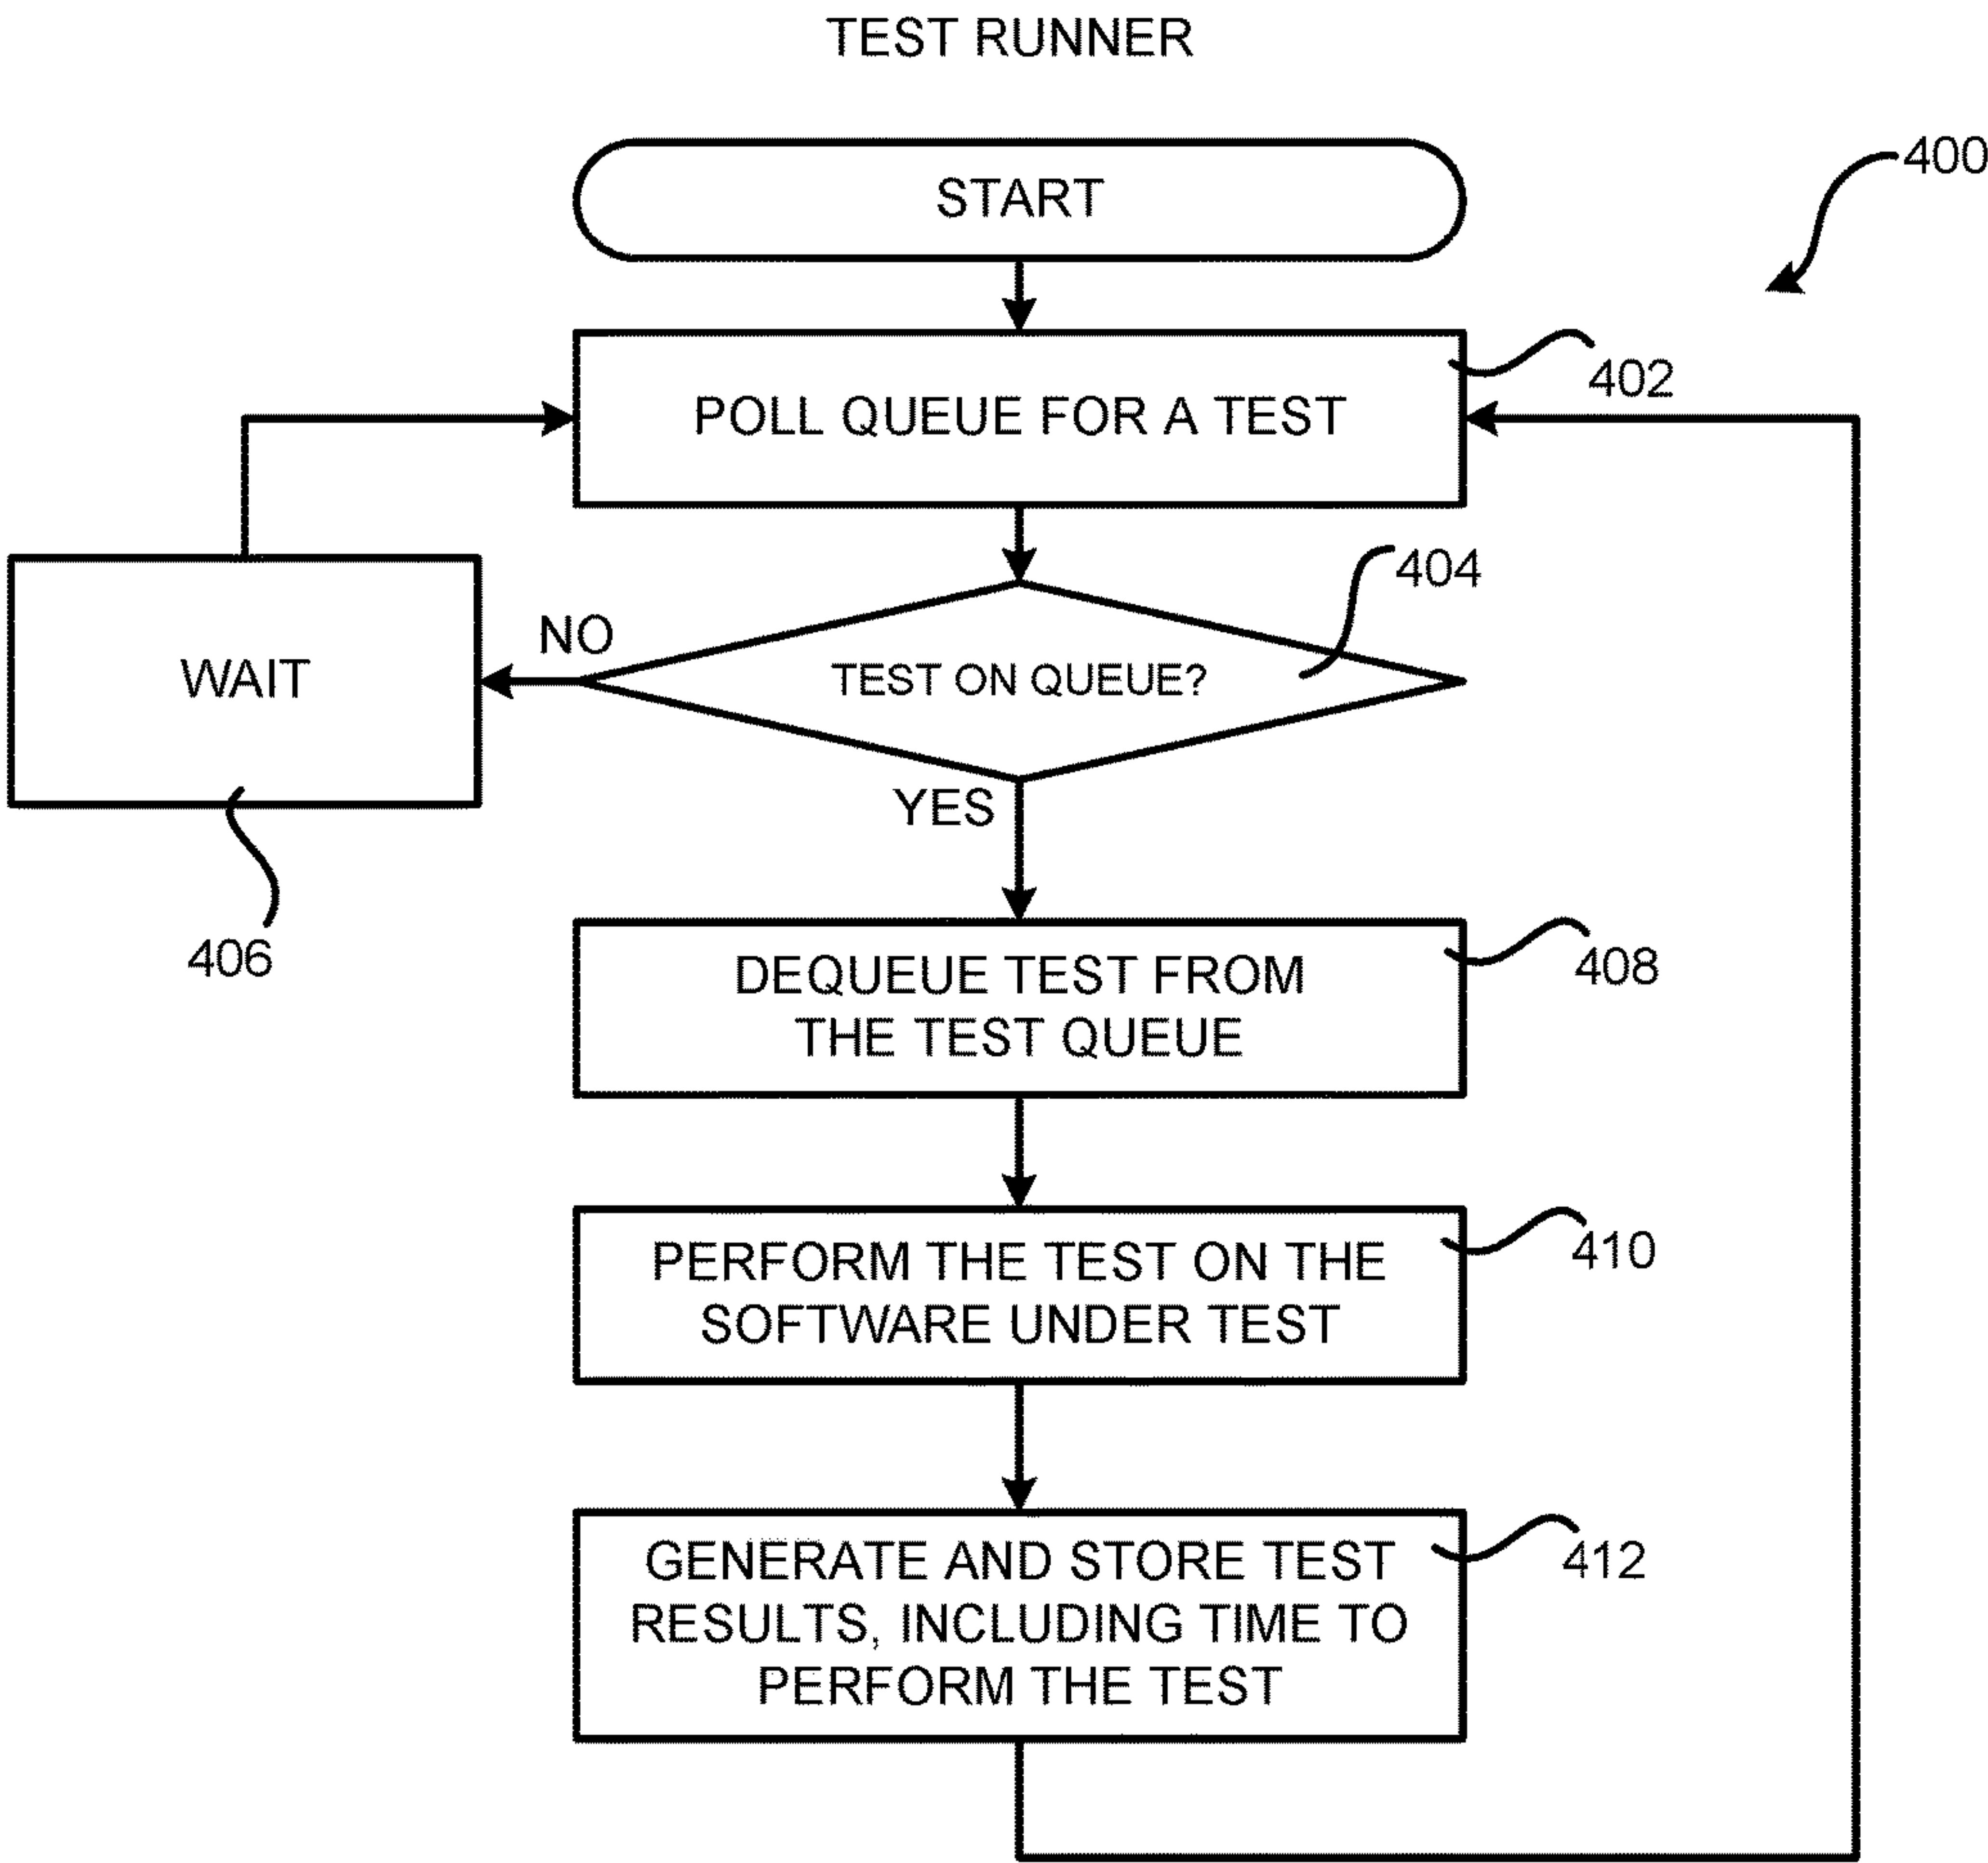 TEST RUNNER
START
400
POLL QUEUE FOR A TEST
402
TEST ON QUEUE?
404
NO
WAIT
406
YES
DEQUEUE TEST FROM
THE TEST QUEUE
408
PERFORM THE TEST ON THE
SOFTWARE UNDER TEST
410
GENERATE AND STORE TEST
RESULTS, INCLUDING TIME TO
PERFORM THE TEST
412